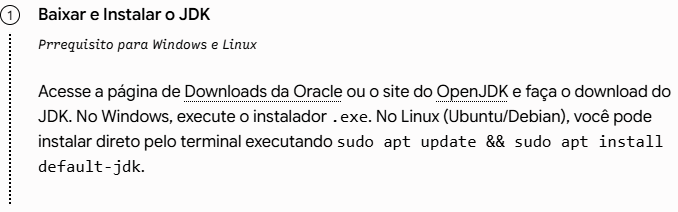 1 Baixar e Instalar o JDK
Prrequisito para Windows e Linux
Acesse a página de Downloads da Oracle ou o site do OpenJDK e faça o download do
JDK. No Windows, execute o instalador .exe. No Linux (Ubuntu/Debian), você pode
instalar direto pelo terminal executando sudo apt update && sudo apt install
default-jdk.